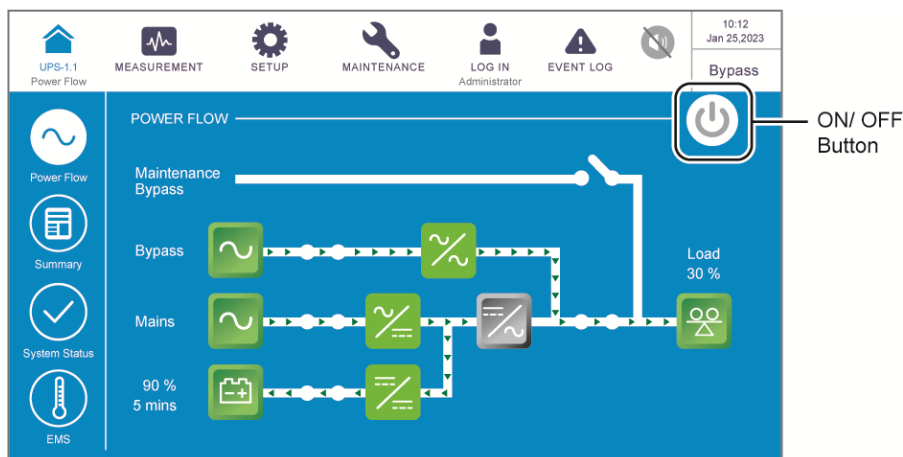 UPS-1.1
Power Flow
MEASUREMENT
SETUP
MAINTENANCE
LOG IN
Administrator
EVENT LOG
10:12
Jan 25,2023
Bypass
POWER FLOW
ON/ OFF
Button
Power Flow
Summary
System Status
EMS
Maintenance
Bypass
Bypass
Load
30 %
Mains
90 %
5 mins